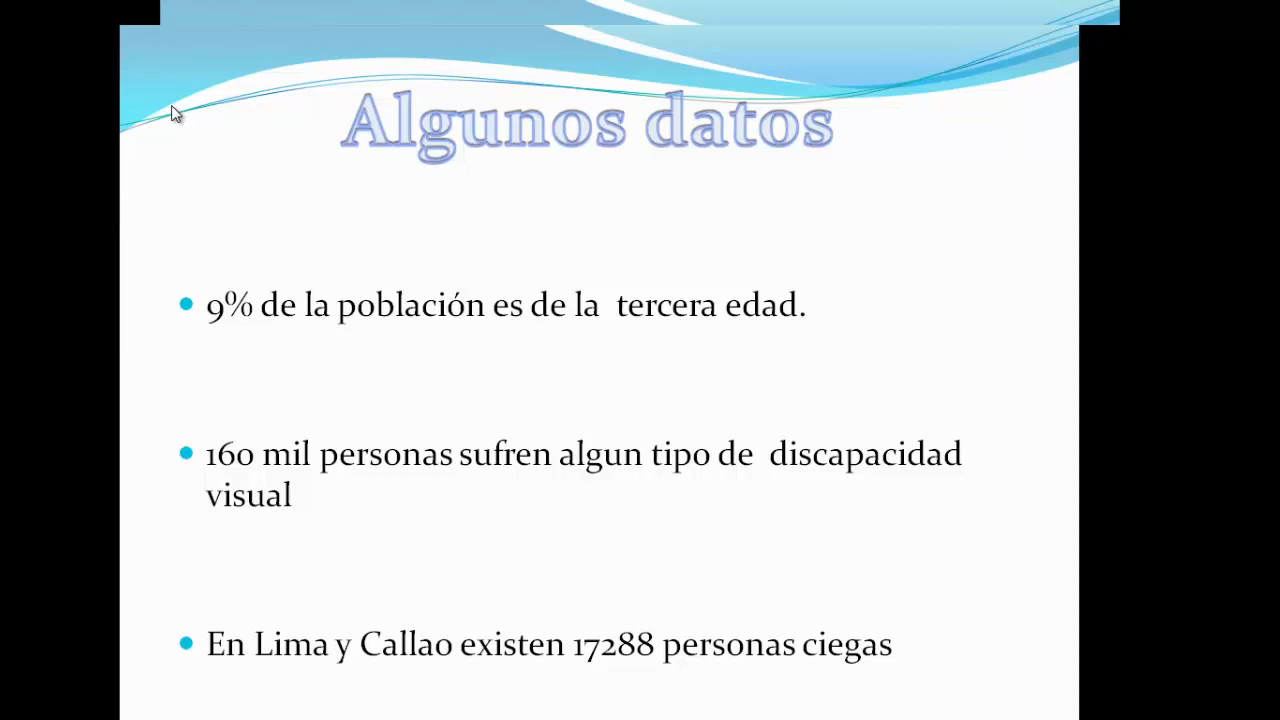 Algunos datos
9% de la población es de la tercera edad.
160 mil personas sufren algun tipo de discapacidad
visual
En Lima y Callao existen 17288 personas ciegas